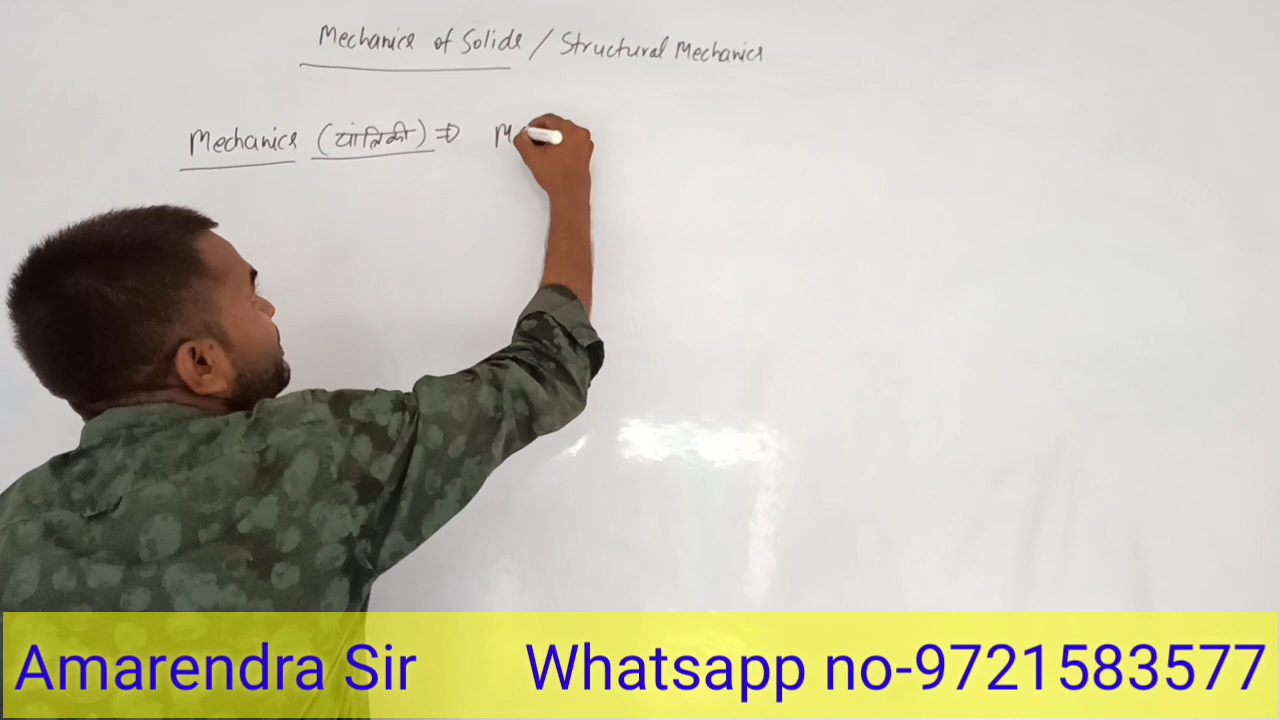 Mechanics of Solids / Structural Mechanics
Mechanics (यांत्रिकी) ⇒ M
Amarendra Sir Whatsapp no-9721583577